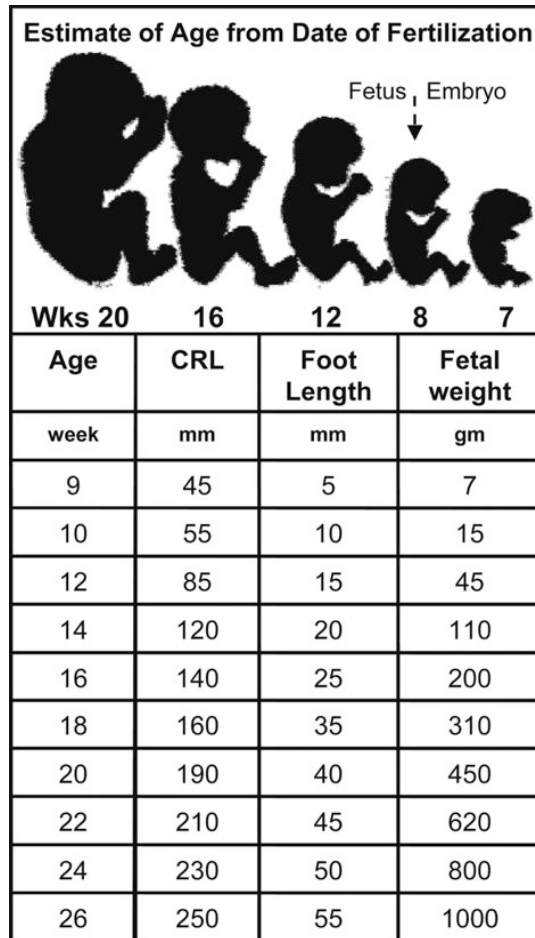 Estimate of Age from Date of Fertilization
Fetus Embryo
Wks 20 16 12 8 7
Age CRL Foot Length Fetal weight
week mm mm gm
9 45 5 7
10 55 10 15
12 85 15 45
14 120 20 110
16 140 25 200
18 160 35 310
20 190 40 450
22 210 45 620
24 230 50 800
26 250 55 1000